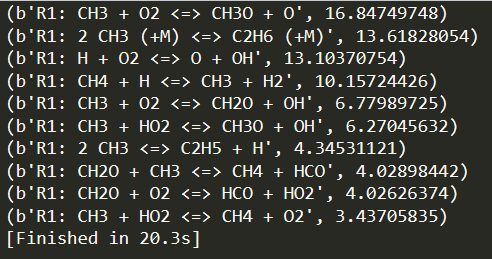 (b'R1: CH3 + O2 <=> CH3O + O', 16.84749748)
(b'R1: 2 CH3 (+M) <=> C2H6 (+M)', 13.61828054)
(b'R1: H + O2 <=> O + OH', 13.10370754)
(b'R1: CH4 + H <=> CH3 + H2', 10.15724426)
(b'R1: CH3 + O2 <=> CH2O + OH', 6.77989725)
(b'R1: CH3 + HO2 <=> CH3O + OH', 6.27045632)
(b'R1: 2 CH3 <=> C2H5 + H', 4.34531121)
(b'R1: CH2O + CH3 <=> CH4 + HCO', 4.02898442)
(b'R1: CH2O + O2 <=> HCO + HO2', 4.02626374)
(b'R1: CH3 + HO2 <=> CH4 + O2', 3.43705835)
[Finished in 20.3s]